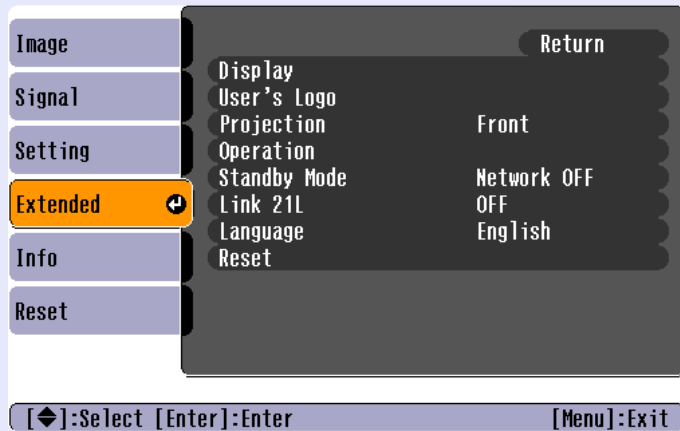 Image
Signal
Setting
Extended
Info
Reset
Return
Display
User's Logo
Projection Front
Operation
Standby Mode Network OFF
Link 21L OFF
Language English
Reset
[◆]:Select [Enter]:Enter [Menu]:Exit